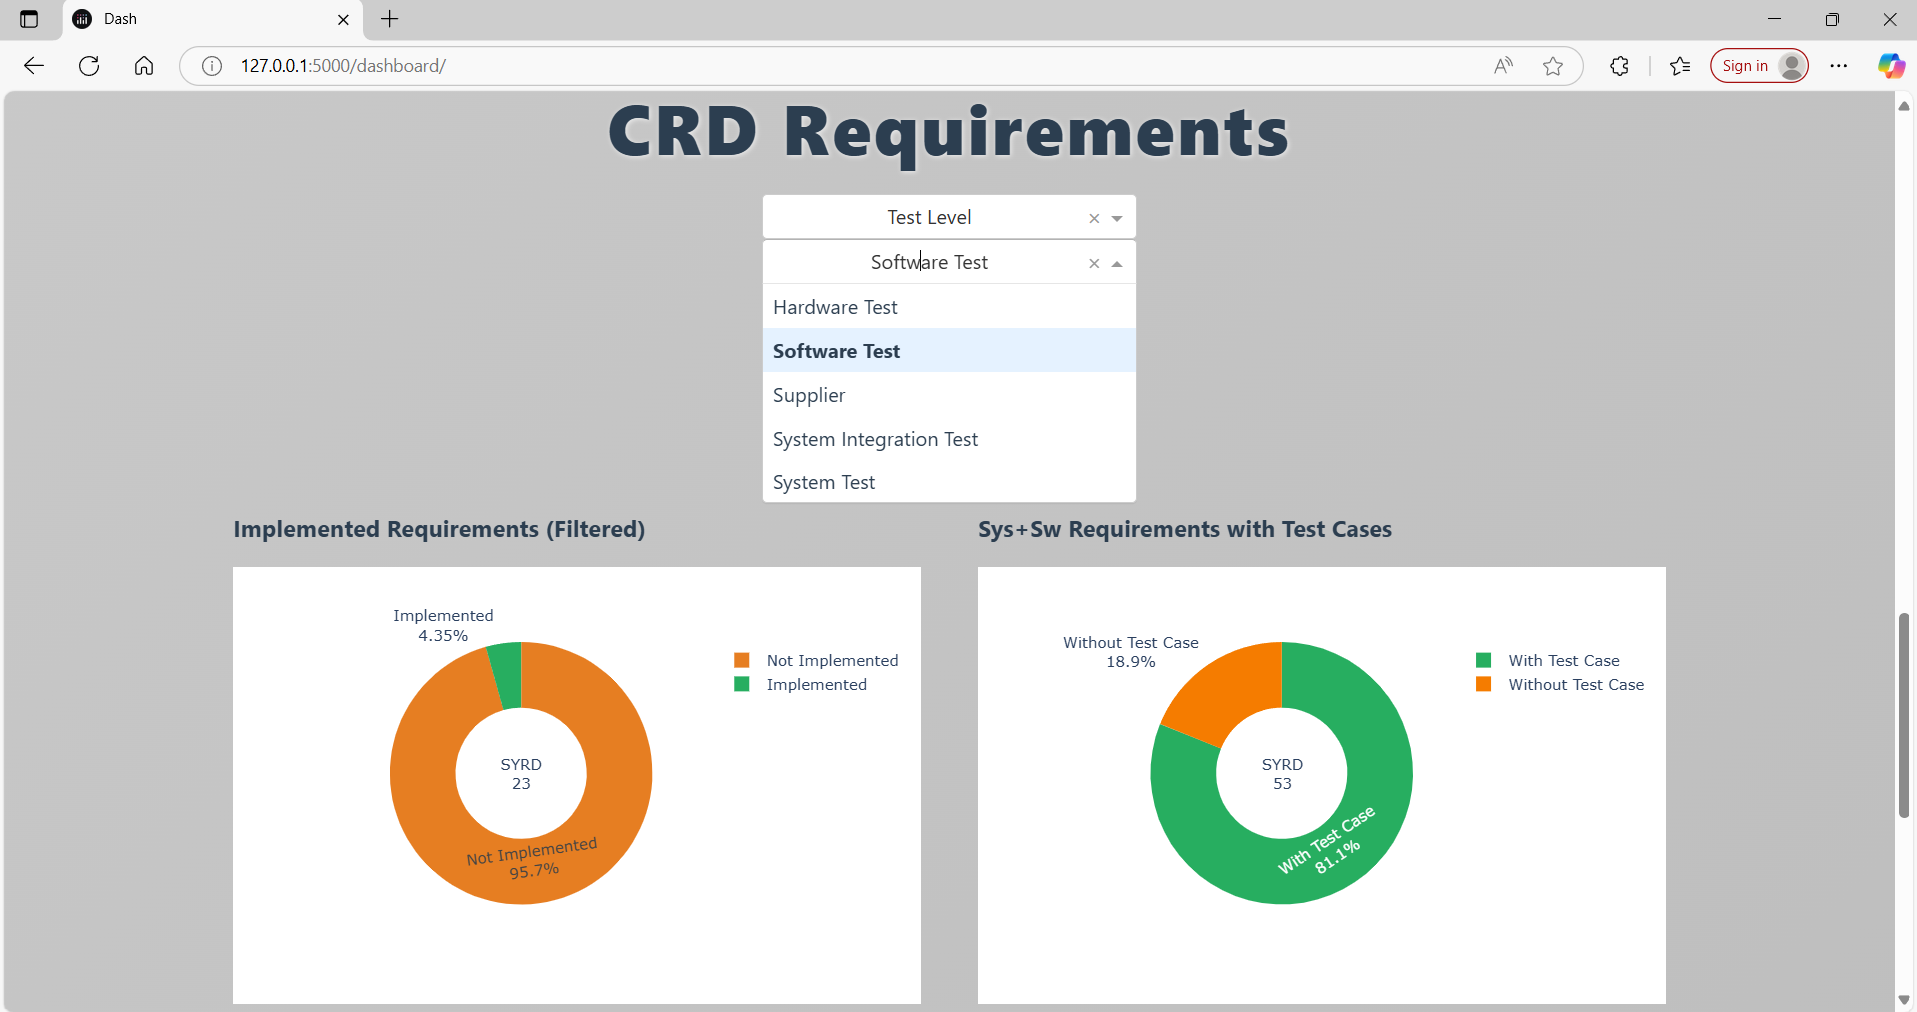 Dash
127.0.0.1:5000/dashboard/
Sign in
CRD Requirements
Test Level
Software Test
Hardware Test
Software Test
Supplier
System Integration Test
System Test
Implemented Requirements (Filtered)
Sys+Sw Requirements with Test Cases
Implemented
4.35%
Not Implemented
Implemented
SYRD
23
Not Implemented
95.7%
Without Test Case
18.9%
With Test Case
Without Test Case
SYRD
53
With Test Case
81.1%